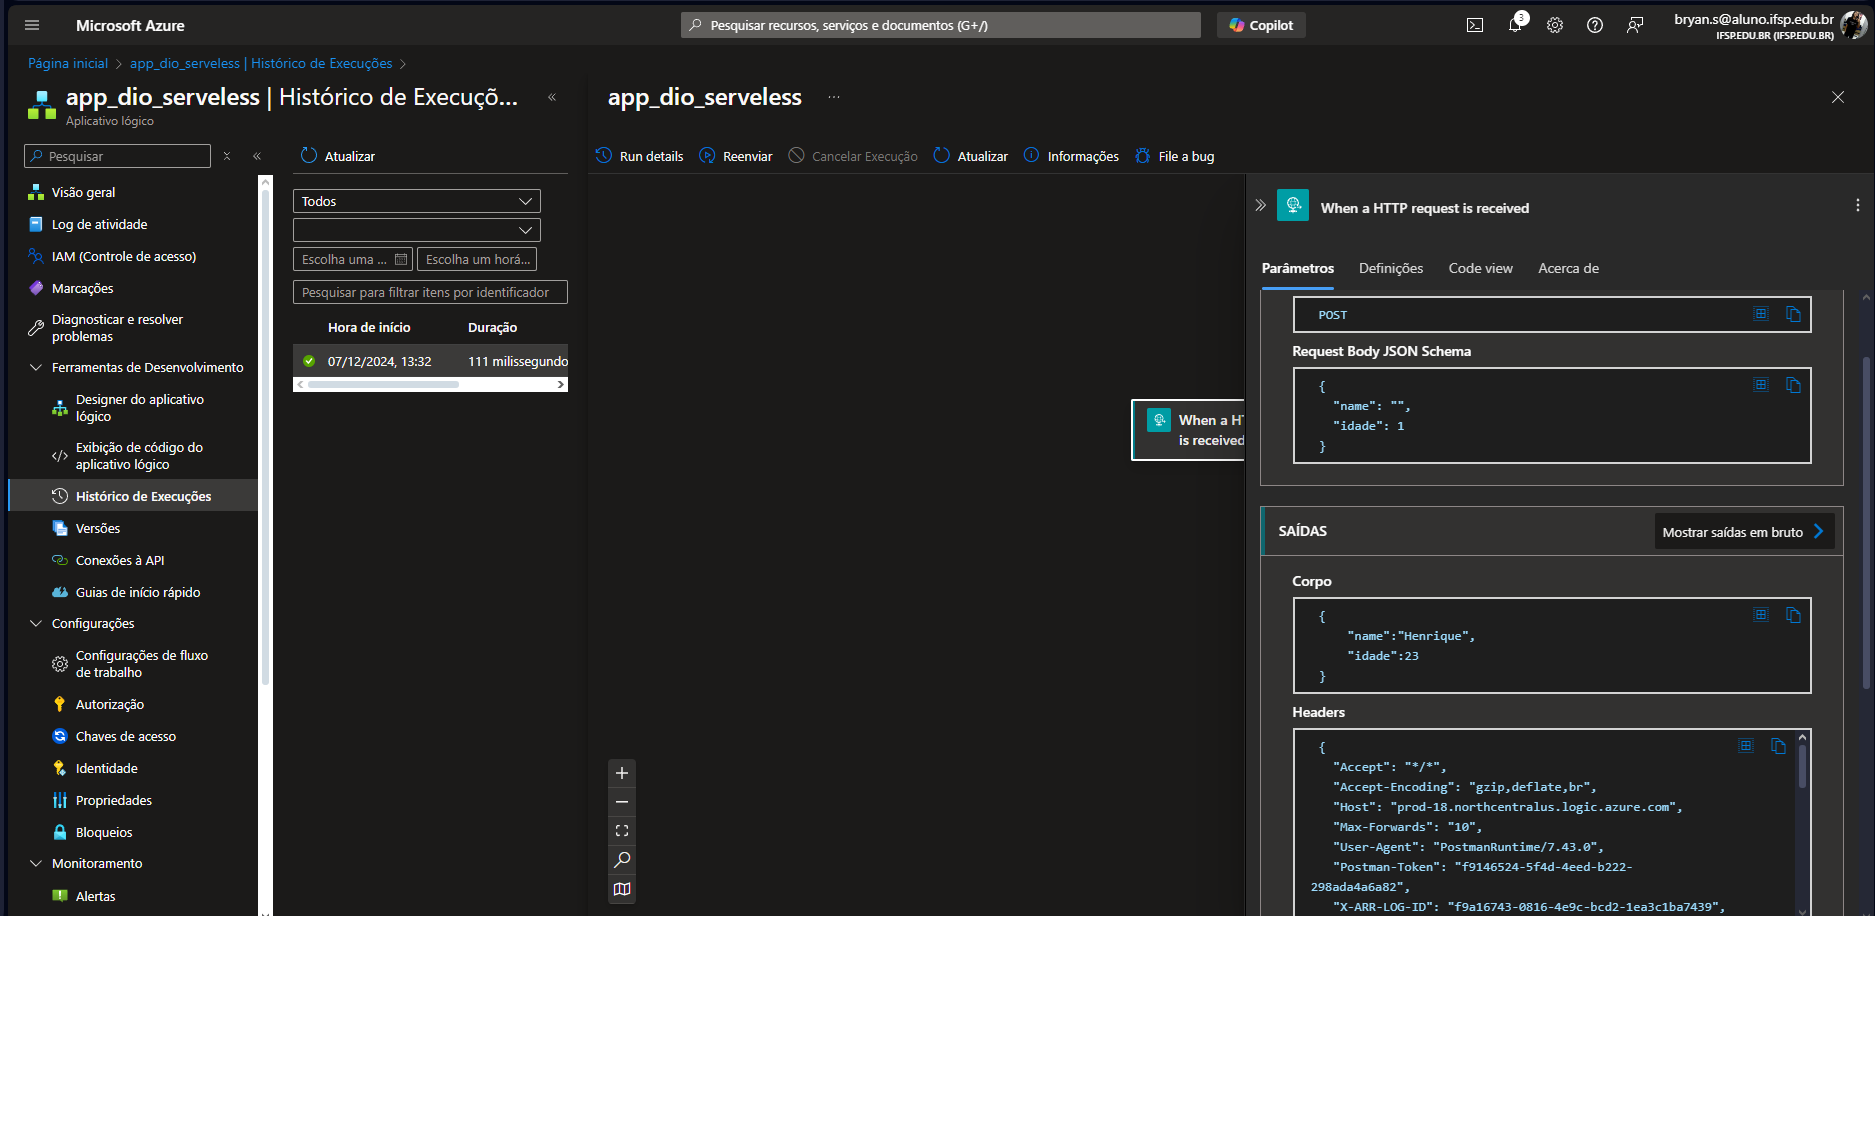 Microsoft Azure
Pesquisar recursos, serviços e documentos (G+/)
Copilot
3
bryan.s@aluno.ifsp.edu.br
IFSP.EDU.BR (IFSP.EDU.BR)
Página inicial > app_dio_serveless | Histórico de Execuções >
app_dio_serveless | Histórico de Execuçõ...
Aplicativo lógico
Pesquisar
Visão geral
Log de atividade
IAM (Controle de acesso)
Marcações
Diagnosticar e resolver
problemas
Ferramentas de Desenvolvimento
Designer do aplicativo
lógico
Exibição de código do
aplicativo lógico
Histórico de Execuções
Versões
Conexões à API
Guias de início rápido
Configurações
Configurações de fluxo
de trabalho
Autorização
Chaves de acesso
Identidade
Propriedades
Bloqueios
Monitoramento
Alertas
Atualizar
Todos
Escolha uma ... Escolha um horá...
Pesquisar para filtrar itens por identificador
Hora de início Duração
07/12/2024, 13:32 111 milissegundo
app_dio_serveless ...
Run details Reenviar Cancelar Execução Atualizar Informações File a bug
When a HT
is received
When a HTTP request is received
Parâmetros Definições Code view Acerca de
POST
Request Body JSON Schema
{
"name": "",
"idade": 1
}
SAÍDAS
Mostrar saídas em bruto
Corpo
{
"name":"Henrique",
"idade":23
}
Headers
{
"Accept": "*/*",
"Accept-Encoding": "gzip,deflate,br",
"Host": "prod-18.northcentralus.logic.azure.com",
"Max-Forwards": "10",
"User-Agent": "PostmanRuntime/7.43.0",
"Postman-Token": "f9146524-5f4d-4eed-b222-
298ada4a6a82",
"X-ARR-LOG-ID": "f9a16743-0816-4e9c-bcd2-1ea3c1ba7439",